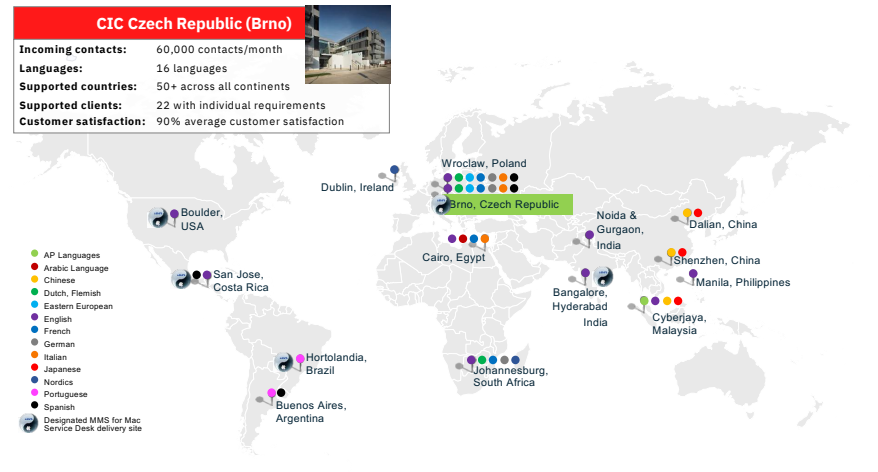 CIC Czech Republic (Brno)
Incoming contacts: 60,000 contacts/month
Languages: 16 languages
Supported countries: 50+ across all continents
Supported clients: 22 with individual requirements
Customer satisfaction: 90% average customer satisfaction
Wroclaw, Poland
Dublin, Ireland
Brno, Czech Republic
Boulder,
USA
Noida &
Gurgaon,
India
Dalian, China
Cairo, Egypt
Shenzhen, China
San Jose,
Costa Rica
Manila, Philippines
Bangalore,
Hyderabad
India
Cyberjaya,
Malaysia
Hortolandia,
Brazil
Johannesburg,
South Africa
Buenos Aires,
Argentina
AP Languages
Arabic Language
Chinese
Dutch, Flemish
Eastern European
English
French
German
Italian
Japanese
Nordics
Portuguese
Spanish
Designated MMS for Mac
Service Desk delivery site